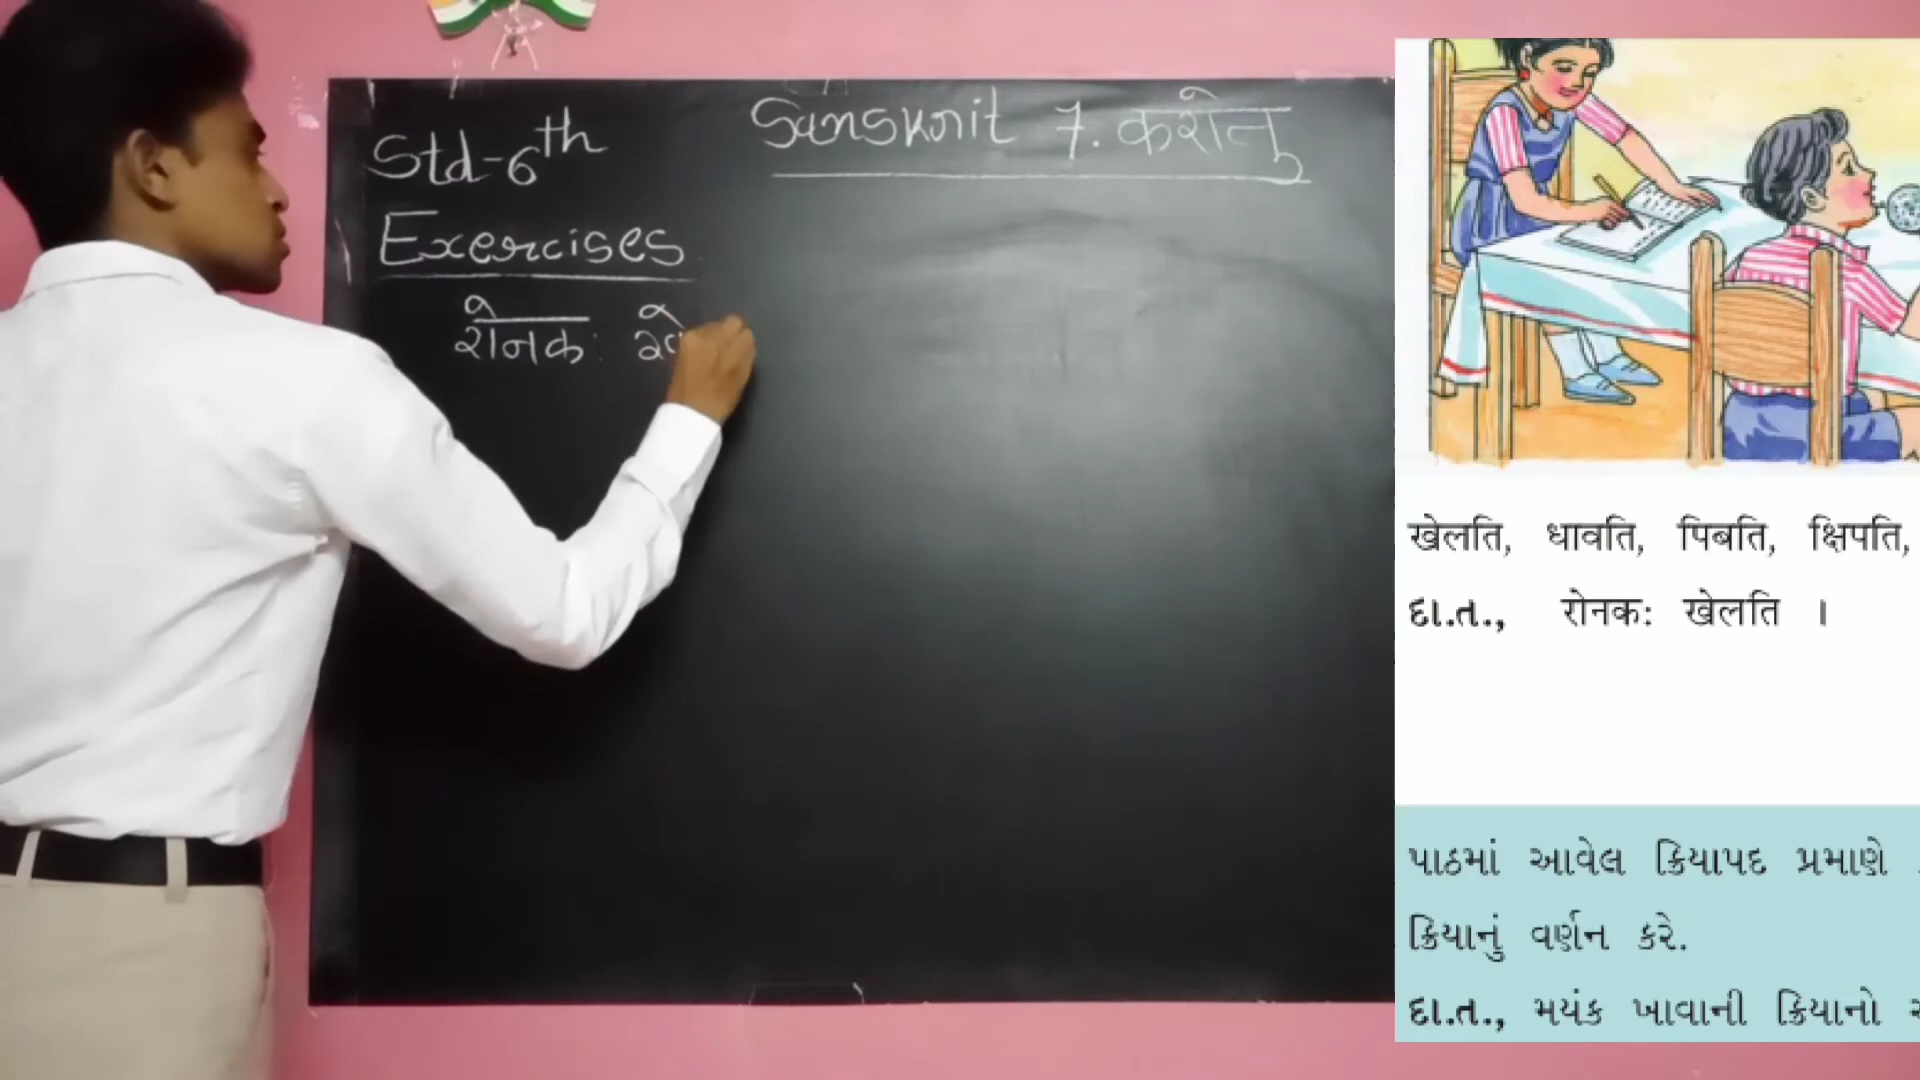 Std-6th
Sanskrit 7. करोतु
Exercises
रोनक: खे
खेलति, धावति, पिबति, क्षिपति,
દા.ત., रोनक: खेलति ।
પાઠમાં આવેલ ક્રિયાપદ પ્રમાણે
ક્રિયાનું વર્ણન કરે.
દા.ત., મયંક ખાવાની ક્રિયાનો